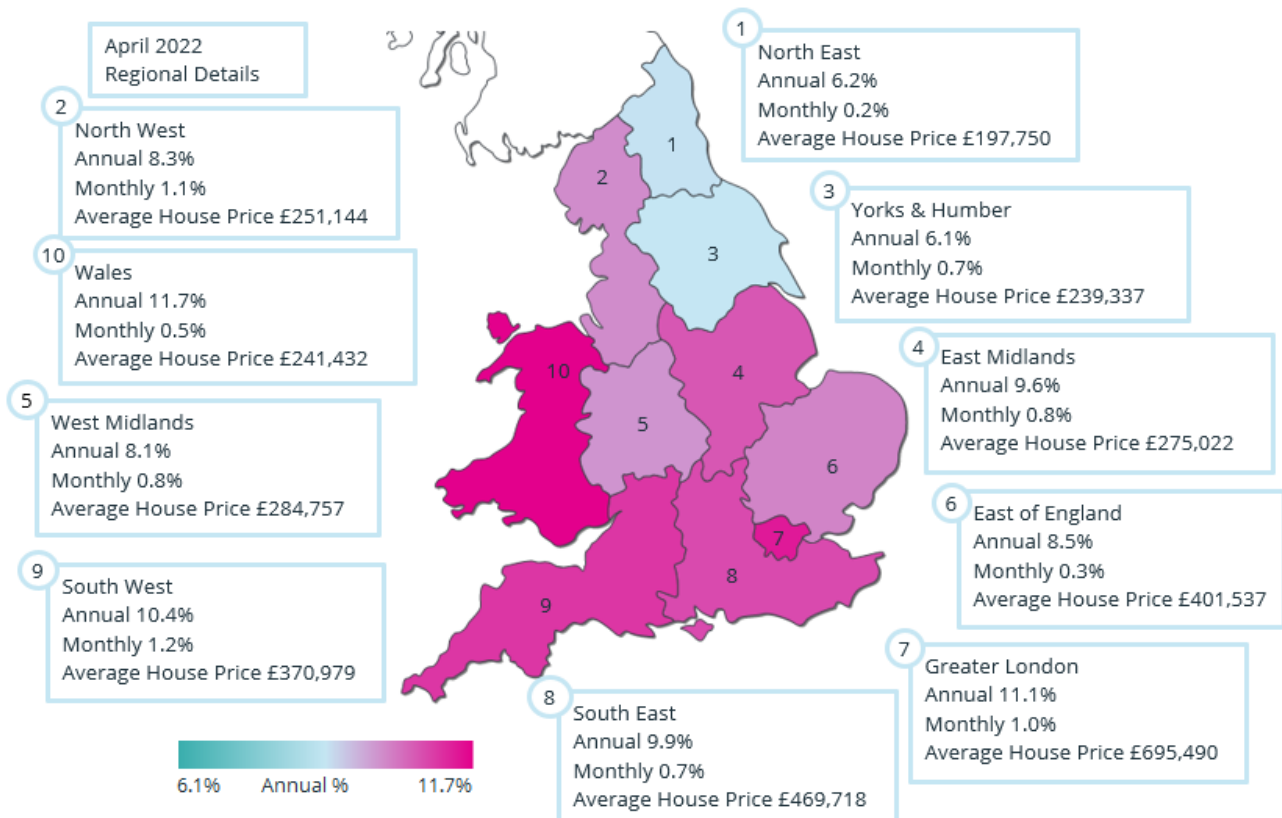 April 2022
Regional Details
1
North East
Annual 6.2%
Monthly 0.2%
Average House Price £197,750
2
North West
Annual 8.3%
Monthly 1.1%
Average House Price £251,144
3
Yorks & Humber
Annual 6.1%
Monthly 0.7%
Average House Price £239,337
10
Wales
Annual 11.7%
Monthly 0.5%
Average House Price £241,432
4
East Midlands
Annual 9.6%
Monthly 0.8%
Average House Price £275,022
5
West Midlands
Annual 8.1%
Monthly 0.8%
Average House Price £284,757
6
East of England
Annual 8.5%
Monthly 0.3%
Average House Price £401,537
9
South West
Annual 10.4%
Monthly 1.2%
Average House Price £370,979
7
Greater London
Annual 11.1%
Monthly 1.0%
Average House Price £695,490
8
South East
Annual 9.9%
Monthly 0.7%
Average House Price £469,718
1
2
3
10
4
5
6
7
8
9
6.1% Annual % 11.7%